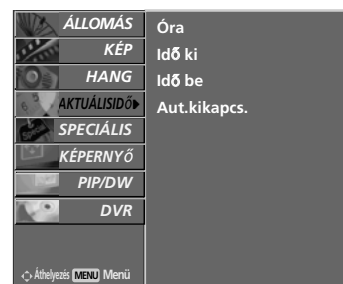 ÁLLOMÁS
KÉP
HANG
AKTUÁLISIDŐ
SPECIÁLIS
KÉPERNYŐ
PIP/DW
DVR
Áthelyezés MENU Menü
Óra
Idő ki
Idő be
Aut.kikapcs.